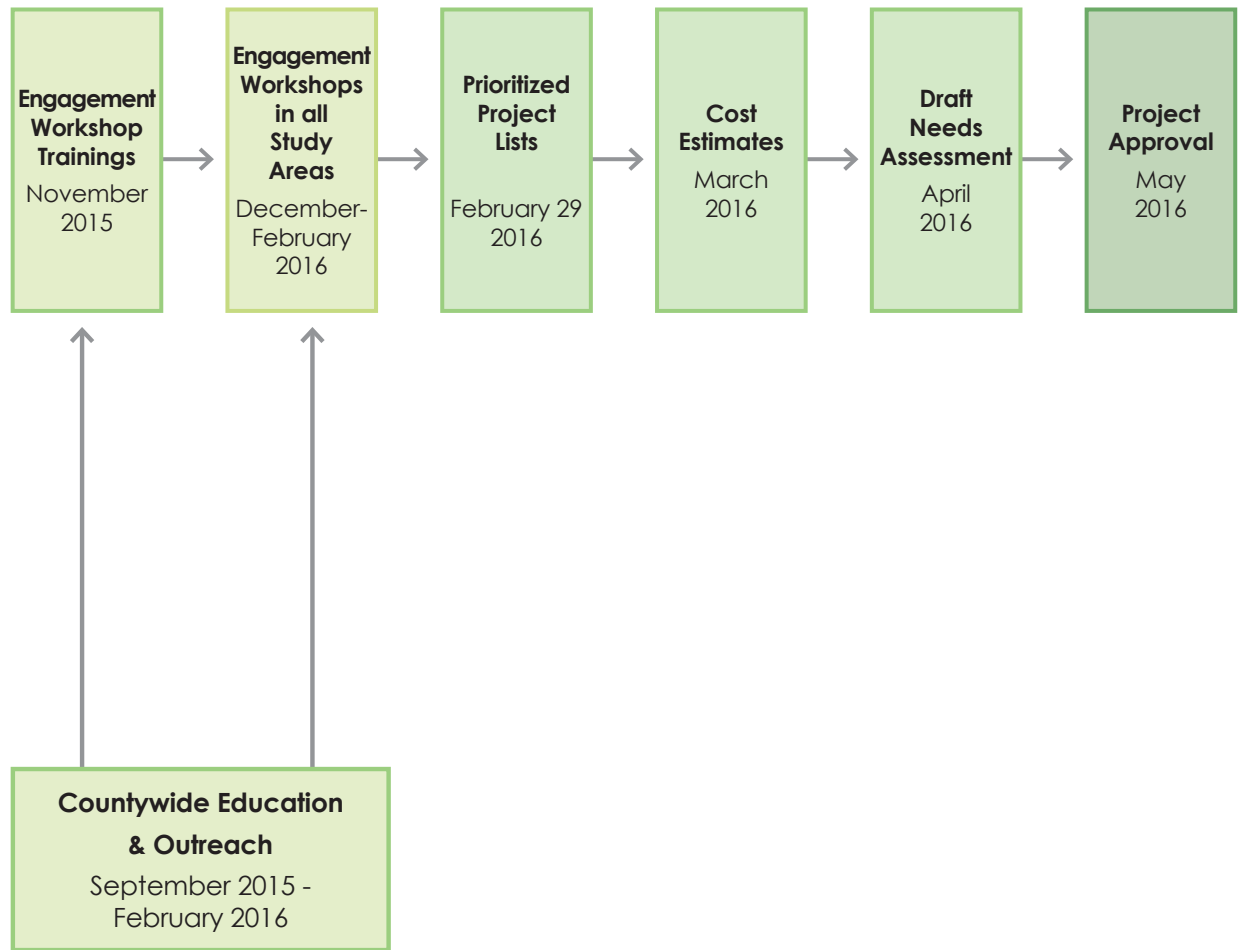 Engagement
Workshop
Trainings
November
2015
Engagement
Workshops
in all
Study
Areas
December-
February
2016
Prioritized
Project
Lists
February 29
2016
Cost
Estimates
March
2016
Draft
Needs
Assessment
April
2016
Project
Approval
May
2016
Countywide Education
& Outreach
September 2015 -
February 2016